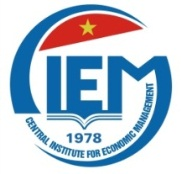 CIEM
1978
CENTRAL INSTITUTE FOR ECONOMIC MANAGEMENT